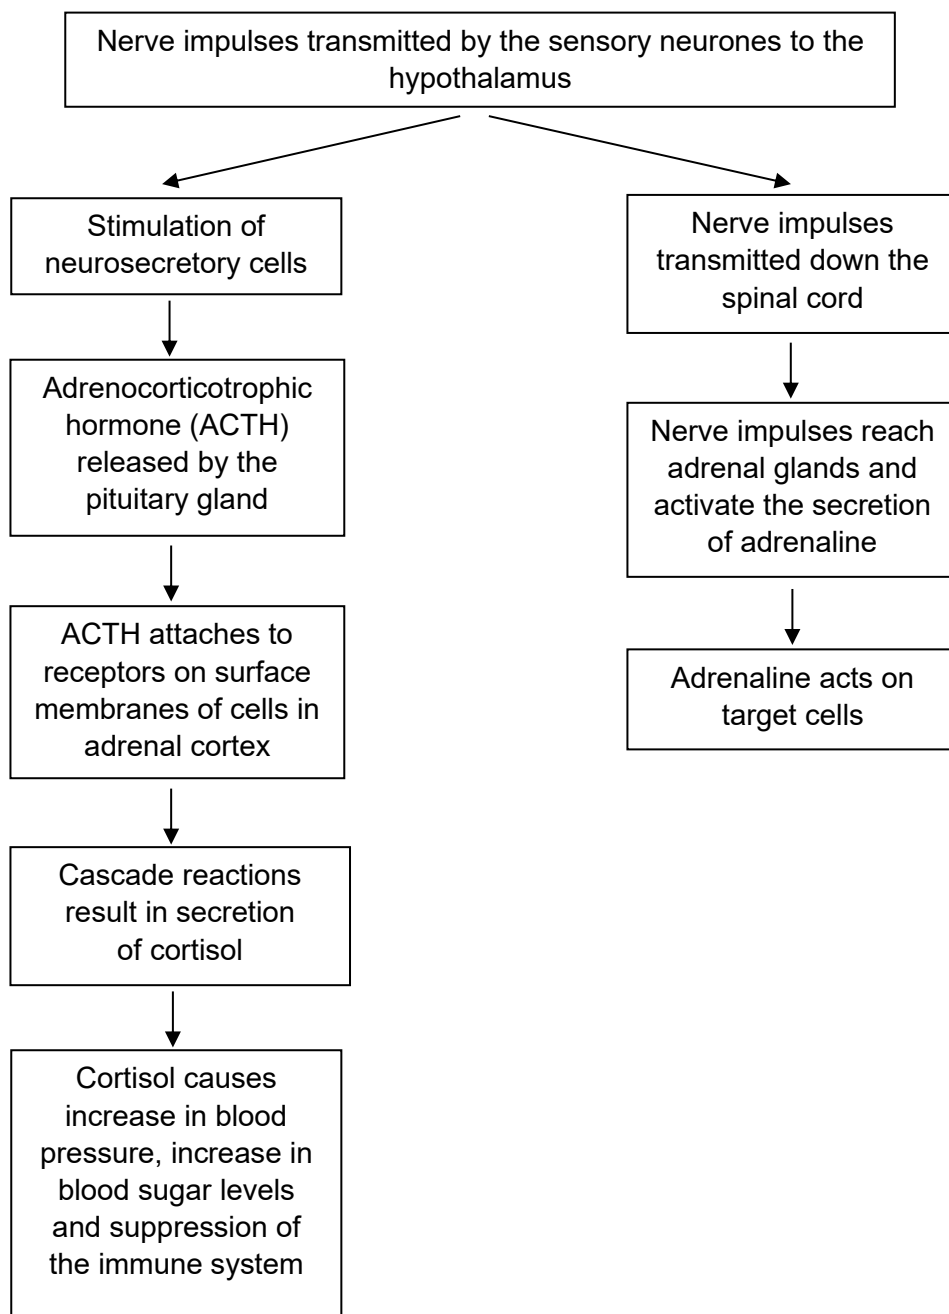 Nerve impulses transmitted by the sensory neurones to the
hypothalamus
Stimulation of
neurosecretory cells
Adrenocorticotrophic
hormone (ACTH)
released by the
pituitary gland
ACTH attaches to
receptors on surface
membranes of cells in
adrenal cortex
Cascade reactions
result in secretion
of cortisol
Cortisol causes
increase in blood
pressure, increase in
blood sugar levels
and suppression of
the immune system
Nerve impulses
transmitted down the
spinal cord
Nerve impulses reach
adrenal glands and
activate the secretion
of adrenaline
Adrenaline acts on
target cells